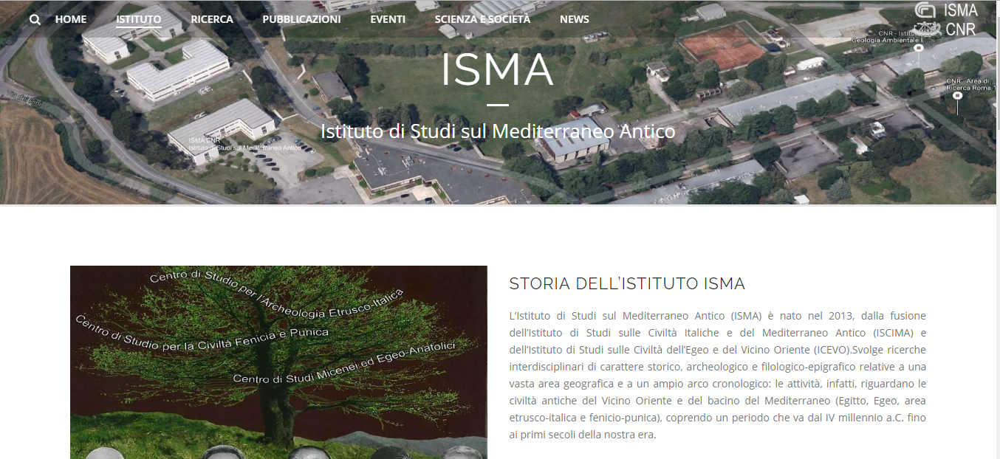 HOME ISTITUTO RICERCA PUBBLICAZIONI EVENTI SCIENZA E SOCIETÀ NEWS
ISMA
CNR
CNR - Istitu
Geologia Ambientale E...
CNR - Area di
Ricerca Roma 1
Via dei Pini
ISMA
Istituto di Studi sul Mediterraneo Antico
ISMA CNR
Istituto di Studi sul Mediterraneo Antico
Centro di Studio per l'Archeologia Etrusco-Italica
Centro di Studio per la Civiltà Fenicia e Punica
Centro di Studi Micenei ed Egeo-Anatolici
STORIA DELL'ISTITUTO ISMA
L'Istituto di Studi sul Mediterraneo Antico (ISMA) è nato nel 2013, dalla fusione
dell'Istituto di Studi sulle Civiltà Italiche e del Mediterraneo Antico (ISCIMA) e
dell'Istituto di Studi sulle Civiltà dell'Egeo e del Vicino Oriente (ICEVO).Svolge ricerche
interdisciplinari di carattere storico, archeologico e filologico-epigrafico relative a una
vasta area geografica e a un ampio arco cronologico: le attività, infatti, riguardano le
civiltà antiche del Vicino Oriente e del bacino del Mediterraneo (Egitto, Egeo, area
etrusco-italica e fenicio-punica), coprendo un periodo che va dal IV millennio a.C. fino
ai primi secoli della nostra era.